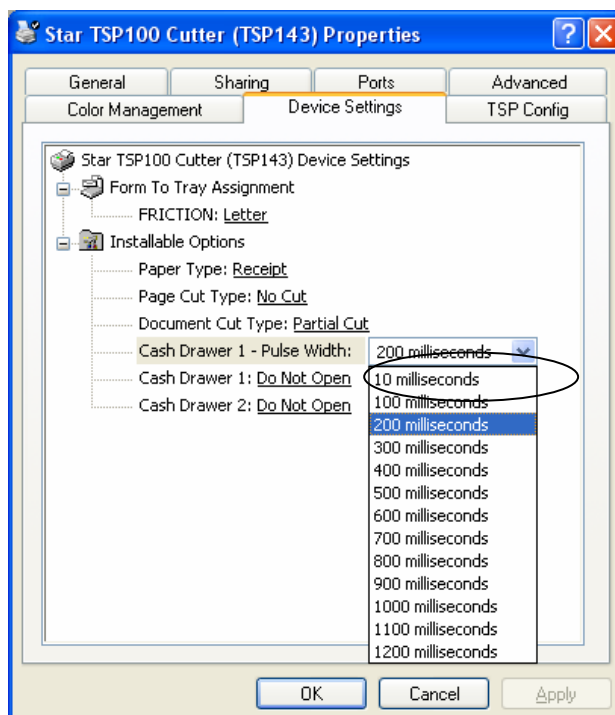 Star TSP100 Cutter (TSP143) Properties
General Sharing Ports Advanced
Color Management Device Settings TSP Config
Star TSP100 Cutter (TSP143) Device Settings
Form To Tray Assignment
FRICTION: Letter
Installable Options
Paper Type: Receipt
Page Cut Type: No Cut
Document Cut Type: Partial Cut
Cash Drawer 1 - Pulse Width: 200 milliseconds
Cash Drawer 1: Do Not Open 10 milliseconds
100 milliseconds
Cash Drawer 2: Do Not Open 200 milliseconds
300 milliseconds
400 milliseconds
500 milliseconds
600 milliseconds
700 milliseconds
800 milliseconds
900 milliseconds
1000 milliseconds
1100 milliseconds
1200 milliseconds
OK Cancel Apply